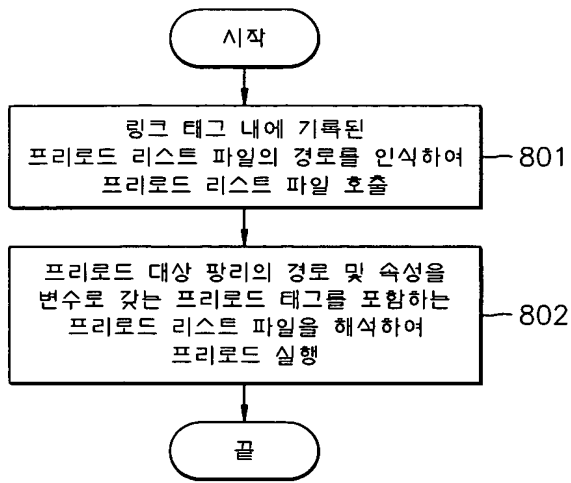 시작
링크 태그 내에 기록된
프리로드 리스트 파일의 경로를 인식하여
프리로드 리스트 파일 호출
801
프리로드 대상 팡리의 경로 및 속성을
변수로 갖는 프리로드 태그를 포함하는
프리로드 리스트 파일을 해석하여
프리로드 실행
802
끝